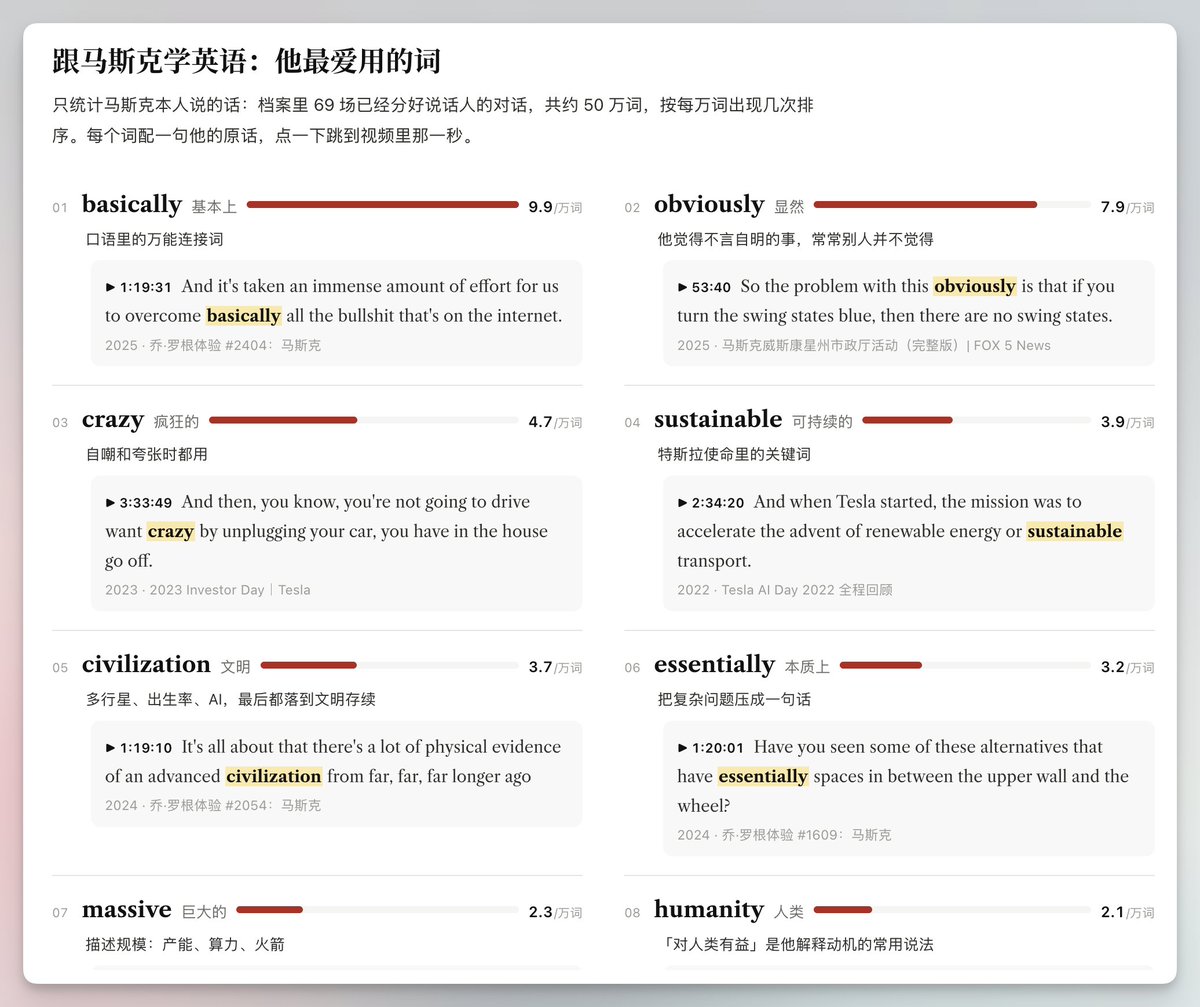 跟马斯克学英语：他最爱用的词
只统计马斯克本人说的话：档案里 69 场已经分好说话人的对话，共约 50 万词，按每万词出现几次排
序。每个词配一句他的原话，点一下跳到视频里那一秒。
01 basically 基本上 9.9/万词
口语里的万能连接词
▶ 1:19:31 And it's taken an immense amount of effort for us
to overcome basically all the bullshit that's on the internet.
2025 · 乔·罗根体验 #2404：马斯克
02 obviously 显然 7.9/万词
他觉得不言自明的事，常常别人并不觉得
▶ 53:40 So the problem with this obviously is that if you
turn the swing states blue, then there are no swing states.
2025 · 马斯克威斯康星州市政厅活动（完整版）| FOX 5 News
03 crazy 疯狂的 4.7/万词
自嘲和夸张时都用
▶ 3:33:49 And then, you know, you're not going to drive
want crazy by unplugging your car, you have in the house
go off.
2023 · 2023 Investor Day｜Tesla
04 sustainable 可持续的 3.9/万词
特斯拉使命里的关键词
▶ 2:34:20 And when Tesla started, the mission was to
accelerate the advent of renewable energy or sustainable
transport.
2022 · Tesla AI Day 2022 全程回顾
05 civilization 文明 3.7/万词
多行星、出生率、AI，最后都落到文明存续
▶ 1:19:10 It's all about that there's a lot of physical evidence
of an advanced civilization from far, far, far longer ago
2024 · 乔·罗根体验 #2054：马斯克
06 essentially 本质上 3.2/万词
把复杂问题压成一句话
▶ 1:20:01 Have you seen some of these alternatives that
have essentially spaces in between the upper wall and the
wheel?
2024 · 乔·罗根体验 #1609：马斯克
07 massive 巨大的 2.3/万词
描述规模：产能、算力、火箭
08 humanity 人类 2.1/万词
「对人类有益」是他解释动机的常用说法